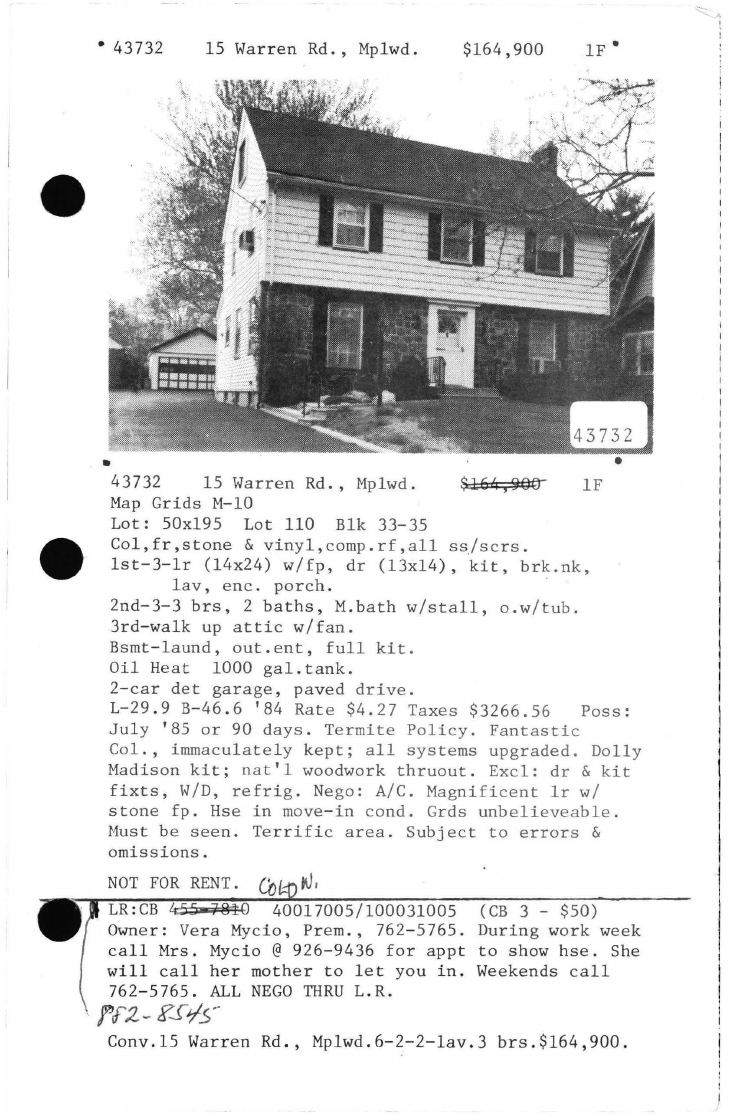 43732 15 Warren Rd., Mplwd. $164,900 1F
43732
43732 15 Warren Rd., Mplwd. $164,900 1F
Map Grids M-10
Lot: 50x195 Lot 110 Blk 33-35
Col,fr,stone & vinyl,comp.rf,all ss/scrs.
1st-3-lr (14x24) w/fp, dr (13x14), kit, brk.nk,
lav, enc. porch.
2nd-3-3 brs, 2 baths, M.bath w/stall, o.w/tub.
3rd-walk up attic w/fan.
Bsmt-laund, out.ent, full kit.
Oil Heat 1000 gal.tank.
2-car det garage, paved drive.
L-29.9 B-46.6 '84 Rate $4.27 Taxes $3266.56 Poss:
July '85 or 90 days. Termite Policy. Fantastic
Col., immaculately kept; all systems upgraded. Dolly
Madison kit; nat'l woodwork thruout. Excl: dr & kit
fixts, W/D, refrig. Nego: A/C. Magnificent lr w/
stone fp. Hse in move-in cond. Grds unbelieveable.
Must be seen. Terrific area. Subject to errors &
omissions.
NOT FOR RENT. COLD W.
LR:CB 455-7810 40017005/100031005 (CB 3 - $50)
Owner: Vera Mycio, Prem., 762-5765. During work week
call Mrs. Mycio @ 926-9436 for appt to show hse. She
will call her mother to let you in. Weekends call
762-5765. ALL NEGO THRU L.R.
882-8545
Conv.15 Warren Rd., Mplwd.6-2-2-lav.3 brs.$164,900.